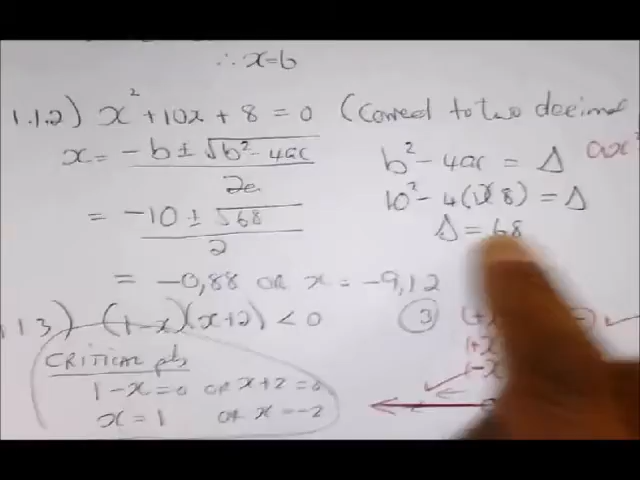 ∴ x=6
1.1.2) x² + 10x + 8 = 0 (Correct to two decimal
x = (-b ± √(b² - 4ac)) / 2a
b² - 4ac = Δ
10² - 4(1)(8) = Δ
= (-10 ± √68) / 2
Δ = 68
= -0,88 or x = -9,12
1.3) (1-x)(x+2) < 0
3
CRITICAL pts
1-x=0 or x+2=0
x=1 or x=-2